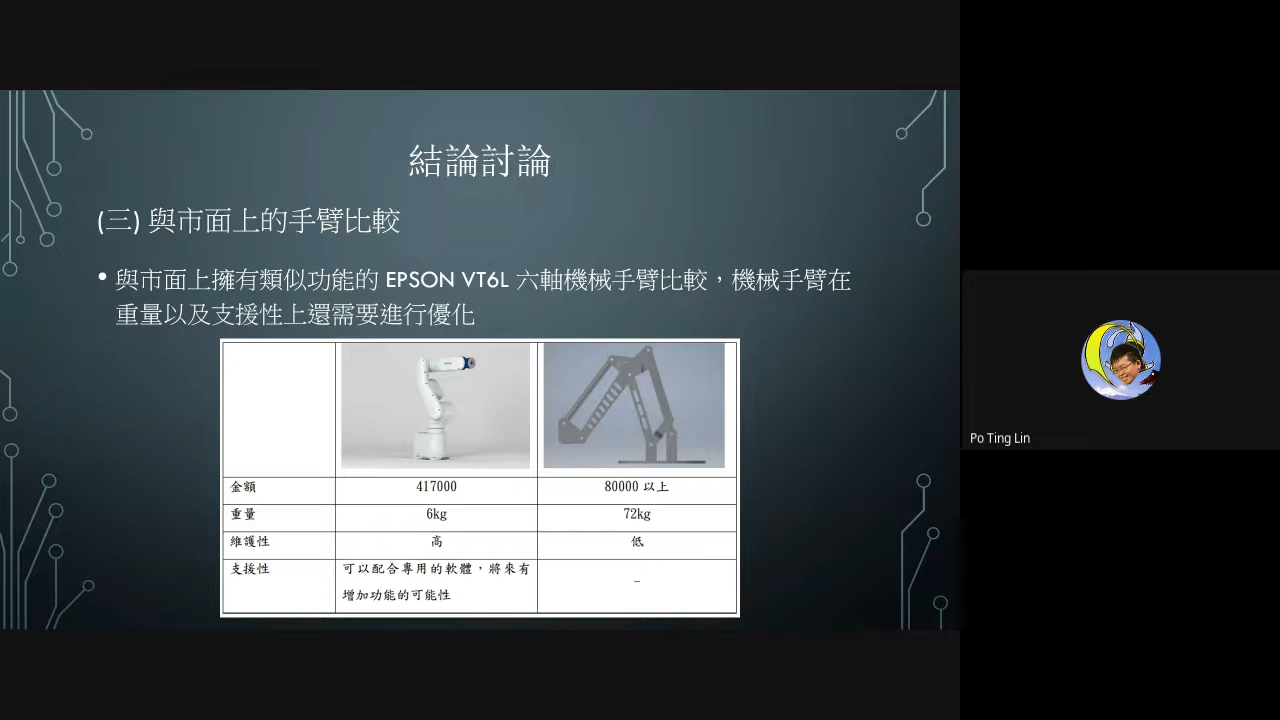 結論討論
(三) 與市面上的手臂比較
• 與市面上擁有類似功能的 EPSON VT6L 六軸機械手臂比較，機械手臂在
重量以及支援性上還需要進行優化
金額 417000 80000 以上
重量 6kg 72kg
維護性 高 低
支援性 可以配合專用的軟體，將來有 –
增加功能的可能性
Po Ting Lin